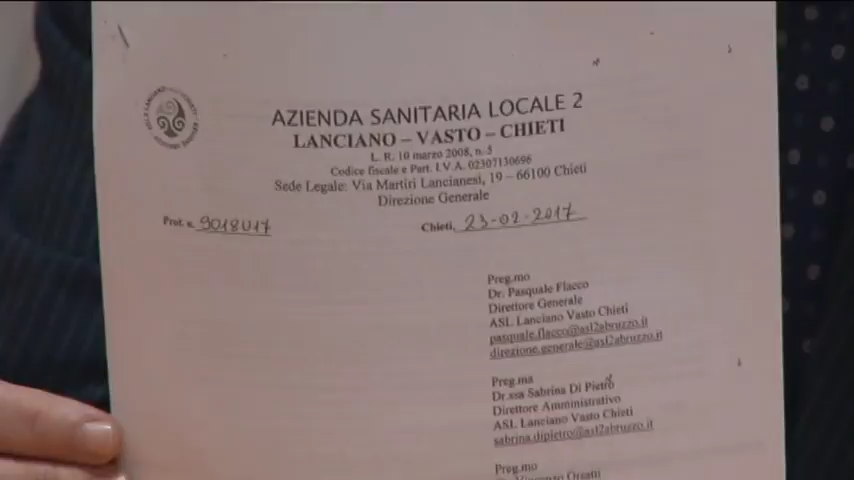 AZIENDA SANITARIA LOCALE 2
LANCIANO – VASTO – CHIETI
L. R. 10 marzo 2008, n. 5
Codice fiscale e Part. I.V.A. 02307130696
Sede Legale: Via Martiri Lancianesi, 19 – 66100 Chieti
Direzione Generale
Prot. n. 9018U17
Chieti, 23-02-2017
Preg.mo
Dr. Pasquale Flacco
Direttore Generale
ASL Lanciano Vasto Chieti
pasquale.flacco@asl2abruzzo.it
direzione.generale@asl2abruzzo.it
Preg.ma
Dr.ssa Sabrina Di Pietro
Direttore Amministrativo
ASL Lanciano Vasto Chieti
sabrina.dipietro@asl2abruzzo.it
Preg.mo